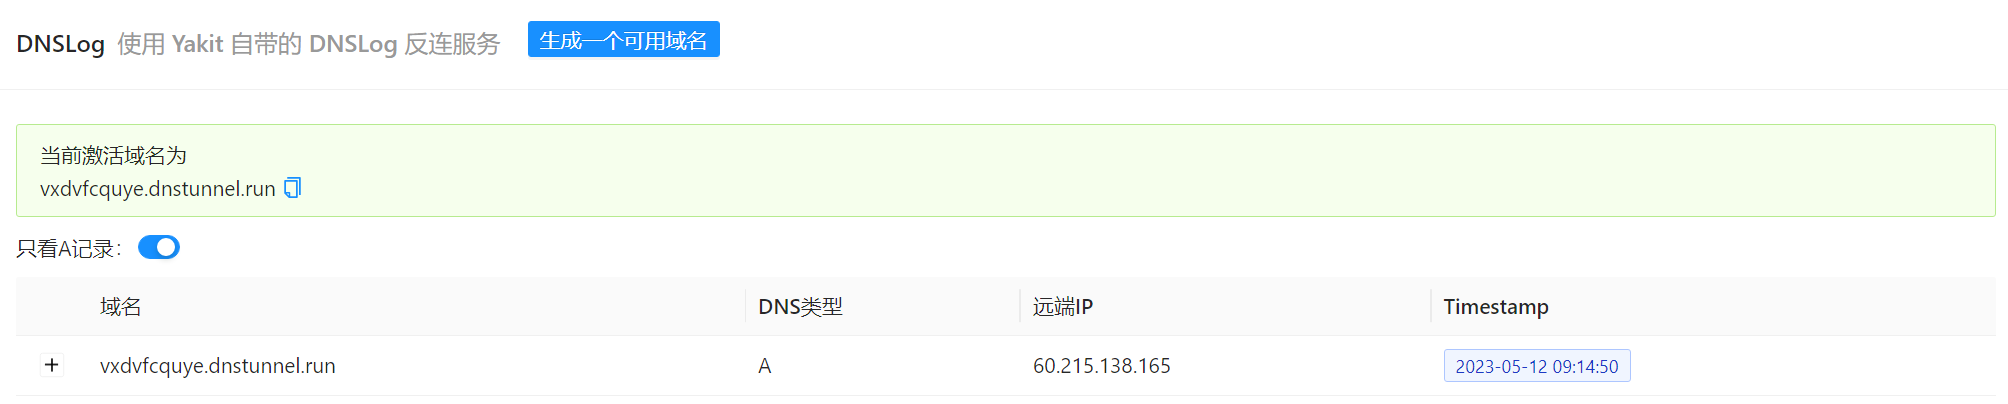 DNSLog 使用 Yakit 自带的 DNSLog 反连服务 生成一个可用域名
当前激活域名为
vxdvfcquye.dnstunnel.run
只看A记录：
域名 DNS类型 远端IP Timestamp
vxdvfcquye.dnstunnel.run A 60.215.138.165 2023-05-12 09:14:50